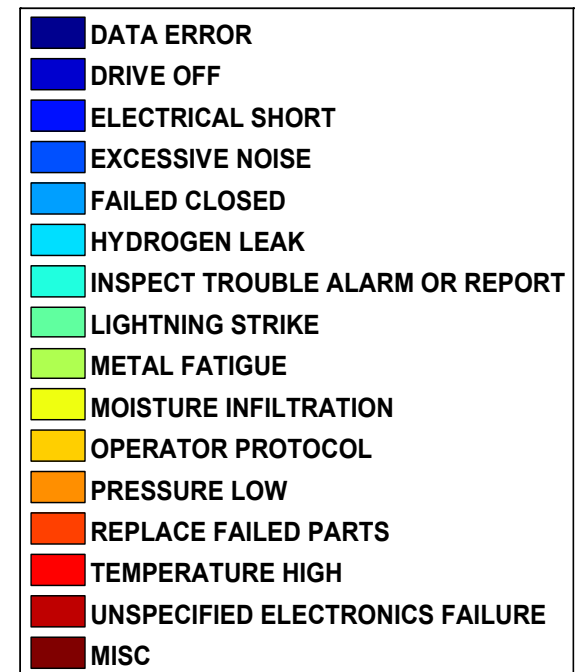 DATA ERROR
DRIVE OFF
ELECTRICAL SHORT
EXCESSIVE NOISE
FAILED CLOSED
HYDROGEN LEAK
INSPECT TROUBLE ALARM OR REPORT
LIGHTNING STRIKE
METAL FATIGUE
MOISTURE INFILTRATION
OPERATOR PROTOCOL
PRESSURE LOW
REPLACE FAILED PARTS
TEMPERATURE HIGH
UNSPECIFIED ELECTRONICS FAILURE
MISC